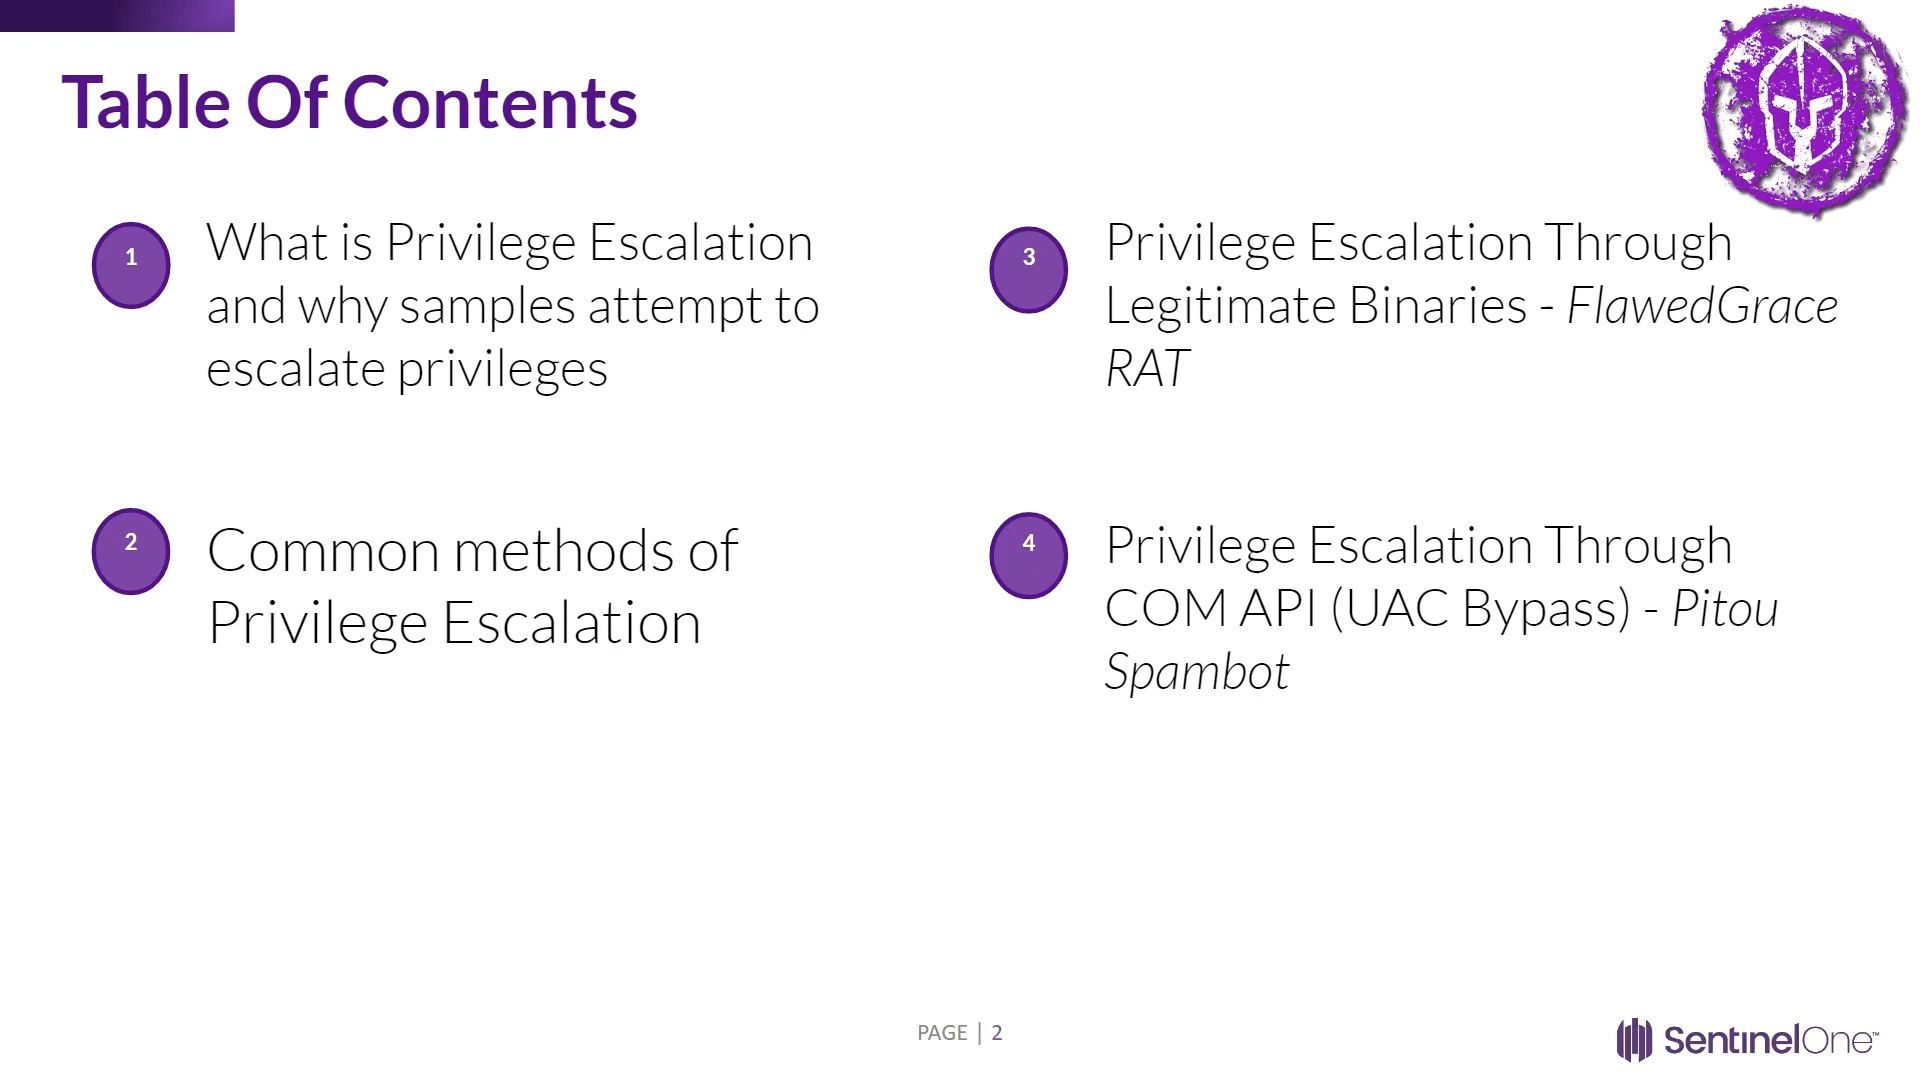 Table Of Contents
1
What is Privilege Escalation
and why samples attempt to
escalate privileges
2
Common methods of
Privilege Escalation
3
Privilege Escalation Through
Legitimate Binaries - FlawedGrace
RAT
4
Privilege Escalation Through
COM API (UAC Bypass) - Pitou
Spambot
PAGE | 2
SentinelOne™